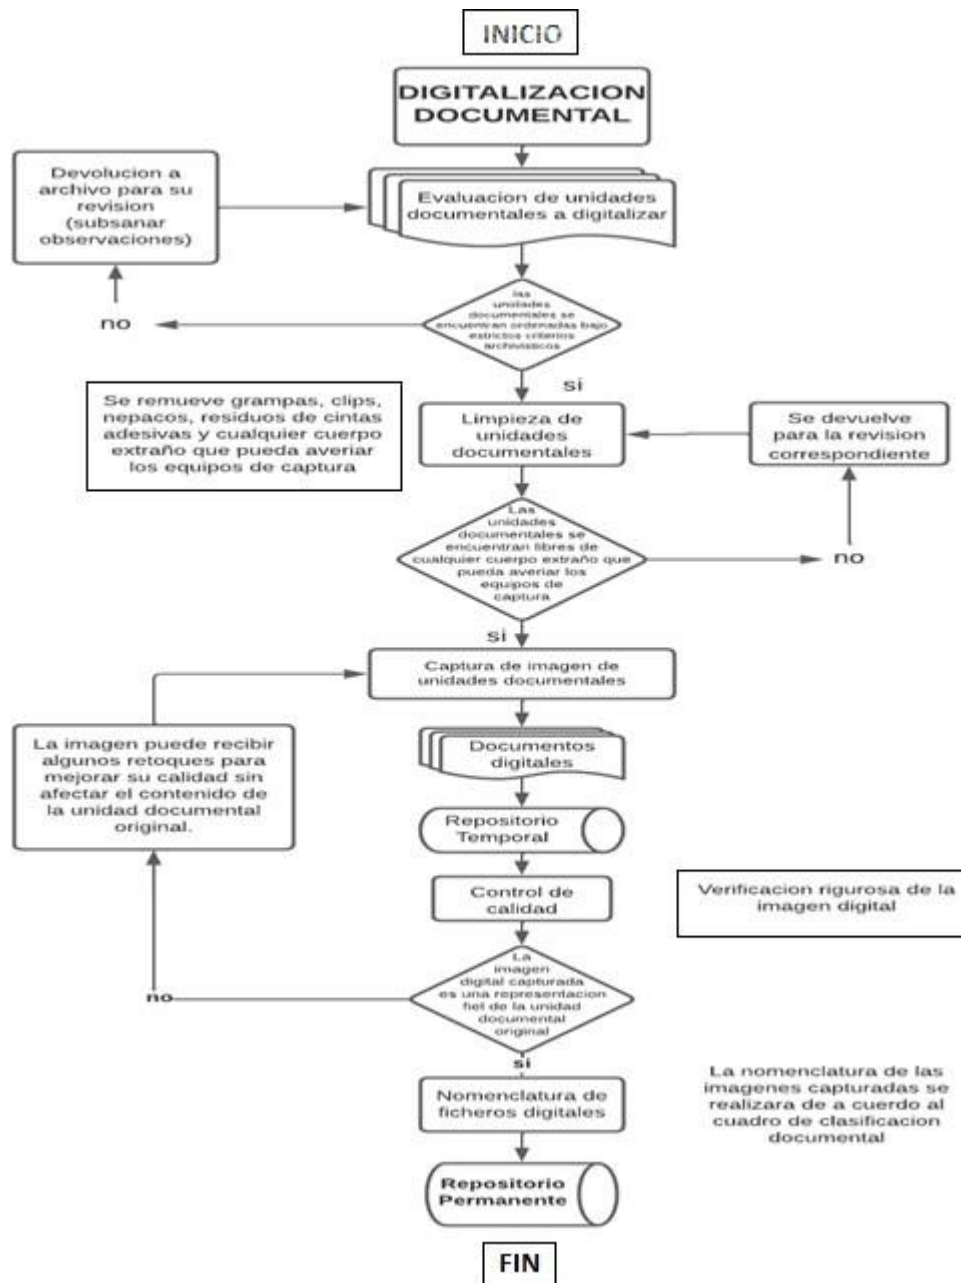 INICIO
DIGITALIZACION
DOCUMENTAL
Devolucion a
archivo para su
revision
(subsanar
observaciones)
Evaluacion de unidades
documentales a digitalizar
las
unidades
documentales se
encuentran ordenadas bajo
estrictos criterios
archivisticos
no
si
Se remueve grampas, clips,
nepacos, residuos de cintas
adesivas y cualquier cuerpo
extraño que pueda averiar
los equipos de captura
Limpieza de
unidades
documentales
Se devuelve
para la revision
correspondiente
Las
unidades
documentales se
encuentran libres de
cualquier cuerpo extraño que
pueda averiar los
equipos de
captura
no
si
Captura de imagen de
unidades documentales
La imagen puede recibir
algunos retoques para
mejorar su calidad sin
afectar el contenido de
la unidad documental
original.
Documentos
digitales
Repositorio
Temporal
Control de
calidad
Verificacion rigurosa de la
imagen digital
La
imagen
digital capturada
es una representacion
fiel de la unidad
documental
original
no
si
Nomenclatura de
ficheros digitales
La nomenclatura de las
imagenes capturadas se
realizara de a cuerdo al
cuadro de clasificacion
documental
Repositorio
Permanente
FIN